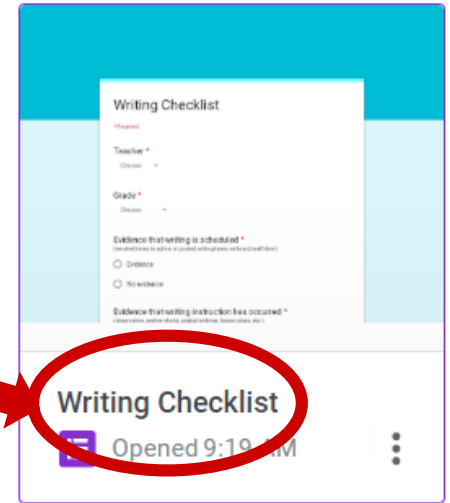 Writing Checklist
*Required
Teacher *
Choose
Grade *
Choose
Evidence that writing is scheduled *
Evidence
No evidence
Evidence that writing instruction has occurred *
Writing Checklist
Opened 9:19 AM